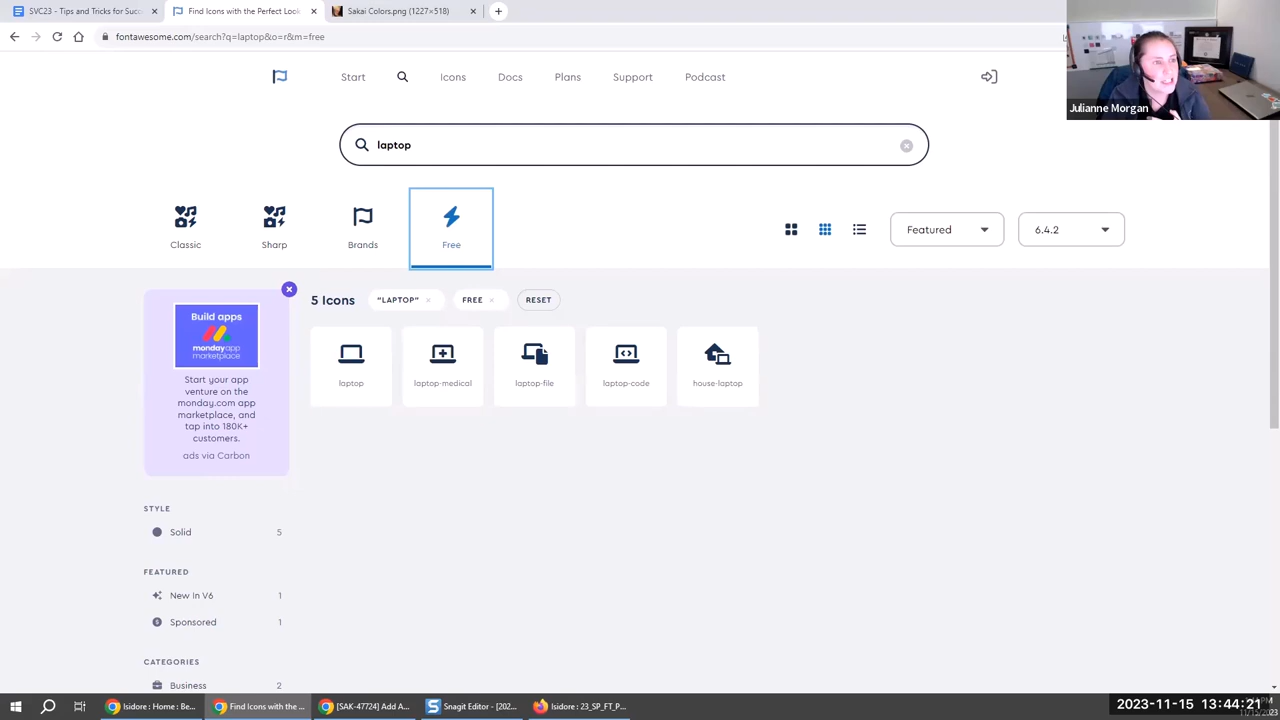 SVC23 - Tips and Tricks for Succ
Find Icons with the Perfect Look
Sakai Colors.png (1227×518)
fontawesome.com/search?q=laptop&o=r&m=free
Julianne Morgan
Start
Icons
Docs
Plans
Support
Podcast
laptop
Classic
Sharp
Brands
Free
Featured
6.4.2
5 Icons
"LAPTOP"
FREE
RESET
Build apps
monday app
marketplace
Start your app
venture on the
monday.com app
marketplace, and
tap into 180K+
customers.
ads via Carbon
laptop
laptop-medical
laptop-file
laptop-code
house-laptop
STYLE
Solid 5
FEATURED
New in V6 1
Sponsored 1
CATEGORIES
Business 2
Isidore : Home : Be...
Find Icons with the ...
[SAK-47724] Add A...
Snagit Editor - [202...
Isidore : 23_SP_FT_P...
2023-11-15 13:44:21